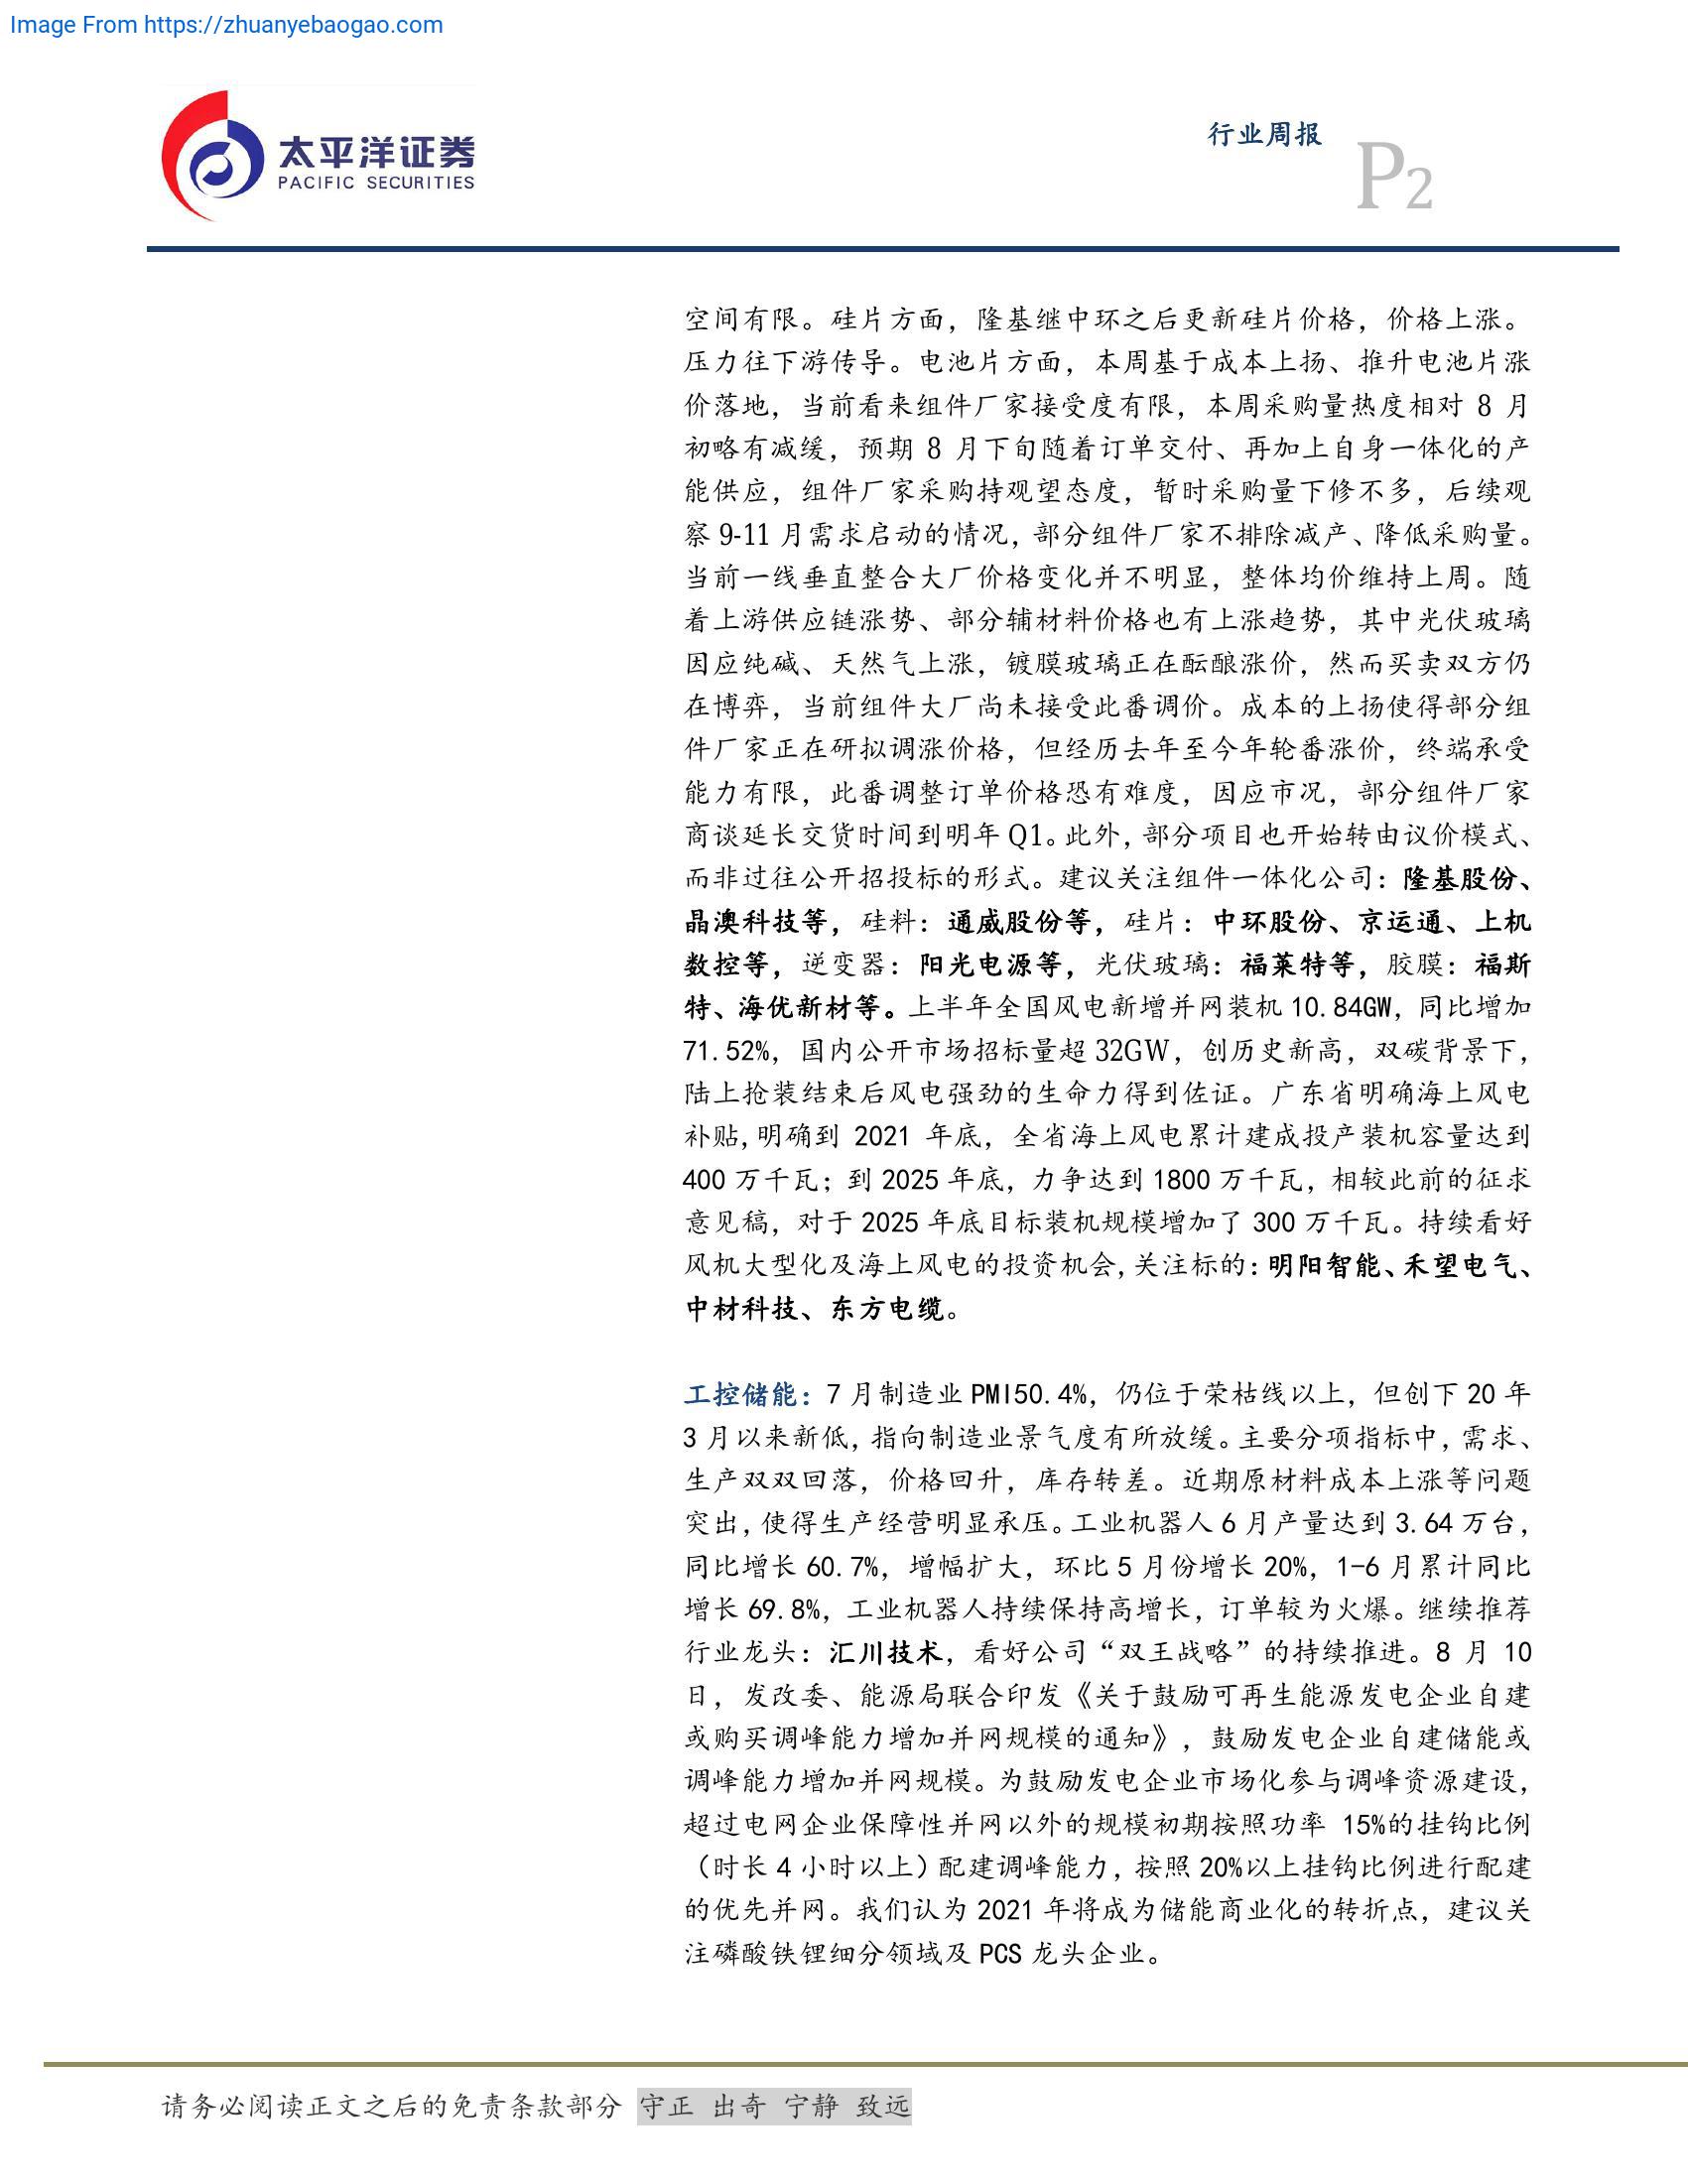 Image From https://zhuanyebaogao.com
太平洋证券
PACIFIC SECURITIES
行业周报
P2
空间有限。硅片方面，隆基继中环之后更新硅片价格，价格上涨。
压力往下游传导。电池片方面，本周基于成本上扬、推升电池片涨
价落地，当前看来组件厂家接受度有限，本周采购量热度相对 8 月
初略有减缓，预期 8 月下旬随着订单交付、再加上自身一体化的产
能供应，组件厂家采购持观望态度，暂时采购量下修不多，后续观
察 9-11 月需求启动的情况，部分组件厂家不排除减产、降低采购量。
当前一线垂直整合大厂价格变化并不明显，整体均价维持上周。随
着上游供应链涨势、部分辅材料价格也有上涨趋势，其中光伏玻璃
因应纯碱、天然气上涨，镀膜玻璃正在酝酿涨价，然而买卖双方仍
在博弈，当前组件大厂尚未接受此番调价。成本的上扬使得部分组
件厂家正在研拟调涨价格，但经历去年至今年轮番涨价，终端承受
能力有限，此番调整订单价格恐有难度，因应市况，部分组件厂家
商谈延长交货时间到明年 Q1。此外，部分项目也开始转由议价模式、
而非过往公开招投标的形式。建议关注组件一体化公司：隆基股份、
晶澳科技等，硅料：通威股份等，硅片：中环股份、京运通、上机
数控等，逆变器：阳光电源等，光伏玻璃：福莱特等，胶膜：福斯
特、海优新材等。上半年全国风电新增并网装机 10.84GW，同比增加
71.52%，国内公开市场招标量超 32GW，创历史新高，双碳背景下，
陆上抢装结束后风电强劲的生命力得到佐证。广东省明确海上风电
补贴,明确到 2021 年底，全省海上风电累计建成投产装机容量达到
400 万千瓦；到 2025 年底，力争达到 1800 万千瓦，相较此前的征求
意见稿，对于 2025 年底目标装机规模增加了 300 万千瓦。持续看好
风机大型化及海上风电的投资机会,关注标的：明阳智能、禾望电气、
中材科技、东方电缆。
工控储能：7 月制造业 PMI50.4%，仍位于荣枯线以上，但创下 20 年
3 月以来新低，指向制造业景气度有所放缓。主要分项指标中，需求、
生产双双回落，价格回升，库存转差。近期原材料成本上涨等问题
突出，使得生产经营明显承压。工业机器人 6 月产量达到 3.64 万台，
同比增长 60.7%，增幅扩大，环比 5 月份增长 20%，1-6 月累计同比
增长 69.8%，工业机器人持续保持高增长，订单较为火爆。继续推荐
行业龙头：汇川技术，看好公司“双王战略”的持续推进。8 月 10
日，发改委、能源局联合印发《关于鼓励可再生能源发电企业自建
或购买调峰能力增加并网规模的通知》，鼓励发电企业自建储能或
调峰能力增加并网规模。为鼓励发电企业市场化参与调峰资源建设，
超过电网企业保障性并网以外的规模初期按照功率 15%的挂钩比例
（时长 4 小时以上）配建调峰能力，按照 20%以上挂钩比例进行配建
的优先并网。我们认为 2021 年将成为储能商业化的转折点，建议关
注磷酸铁锂细分领域及 PCS 龙头企业。
请务必阅读正文之后的免责条款部分 守正 出奇 宁静 致远